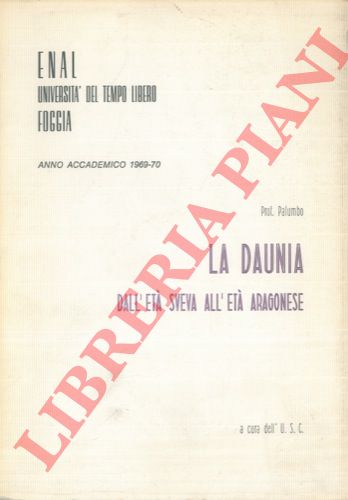 ENAL
UNIVERSITA' DEL TEMPO LIBERO
FOGGIA
ANNO ACCADEMICO 1969-70
Prof. Palumbo
LA DAUNIA
DALL'ETÀ SVEVA ALL'ETÀ ARAGONESE
a cura dell' U. S. C.
LIBRERIA PIANI